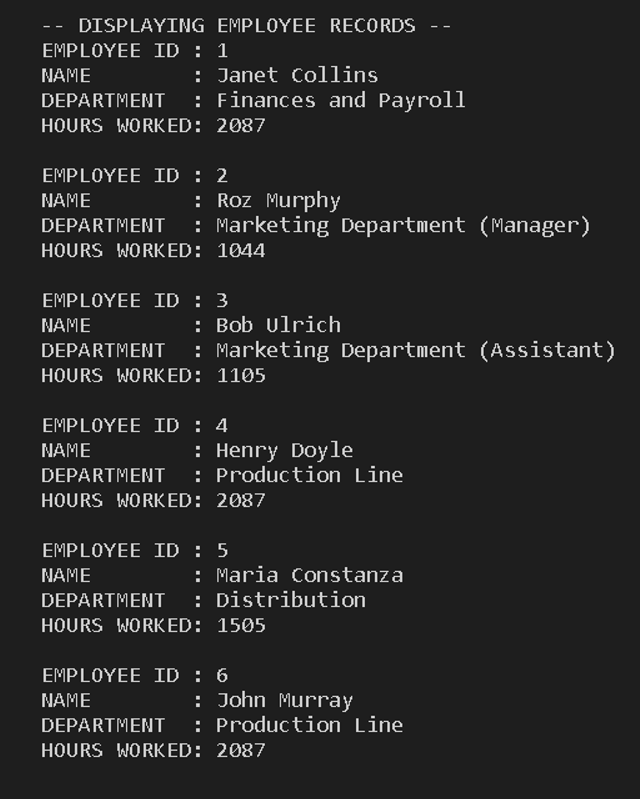 -- DISPLAYING EMPLOYEE RECORDS --
EMPLOYEE ID : 1
NAME        : Janet Collins
DEPARTMENT  : Finances and Payroll
HOURS WORKED: 2087

EMPLOYEE ID : 2
NAME        : Roz Murphy
DEPARTMENT  : Marketing Department (Manager)
HOURS WORKED: 1044

EMPLOYEE ID : 3
NAME        : Bob Ulrich
DEPARTMENT  : Marketing Department (Assistant)
HOURS WORKED: 1105

EMPLOYEE ID : 4
NAME        : Henry Doyle
DEPARTMENT  : Production Line
HOURS WORKED: 2087

EMPLOYEE ID : 5
NAME        : Maria Constanza
DEPARTMENT  : Distribution
HOURS WORKED: 1505

EMPLOYEE ID : 6
NAME        : John Murray
DEPARTMENT  : Production Line
HOURS WORKED: 2087